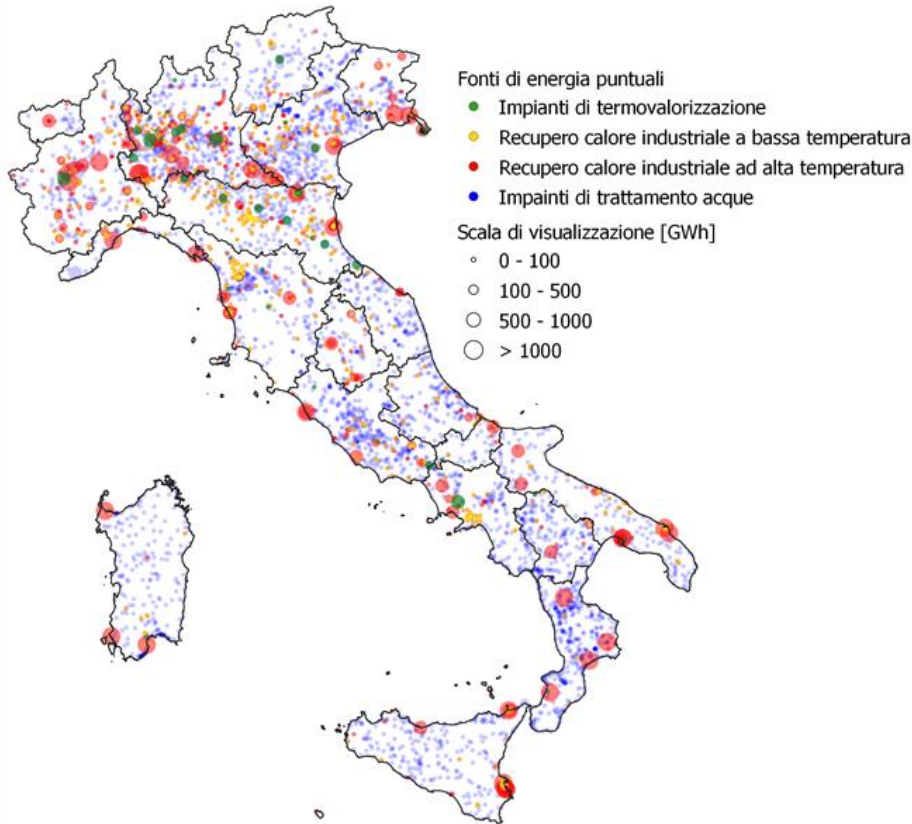 Fonti di energia puntuali
Impianti di termovalorizzazione
Recupero calore industriale a bassa temperatura
Recupero calore industriale ad alta temperatura
Impainti di trattamento acque
Scala di visualizzazione [GWh]
0 - 100
100 - 500
500 - 1000
> 1000